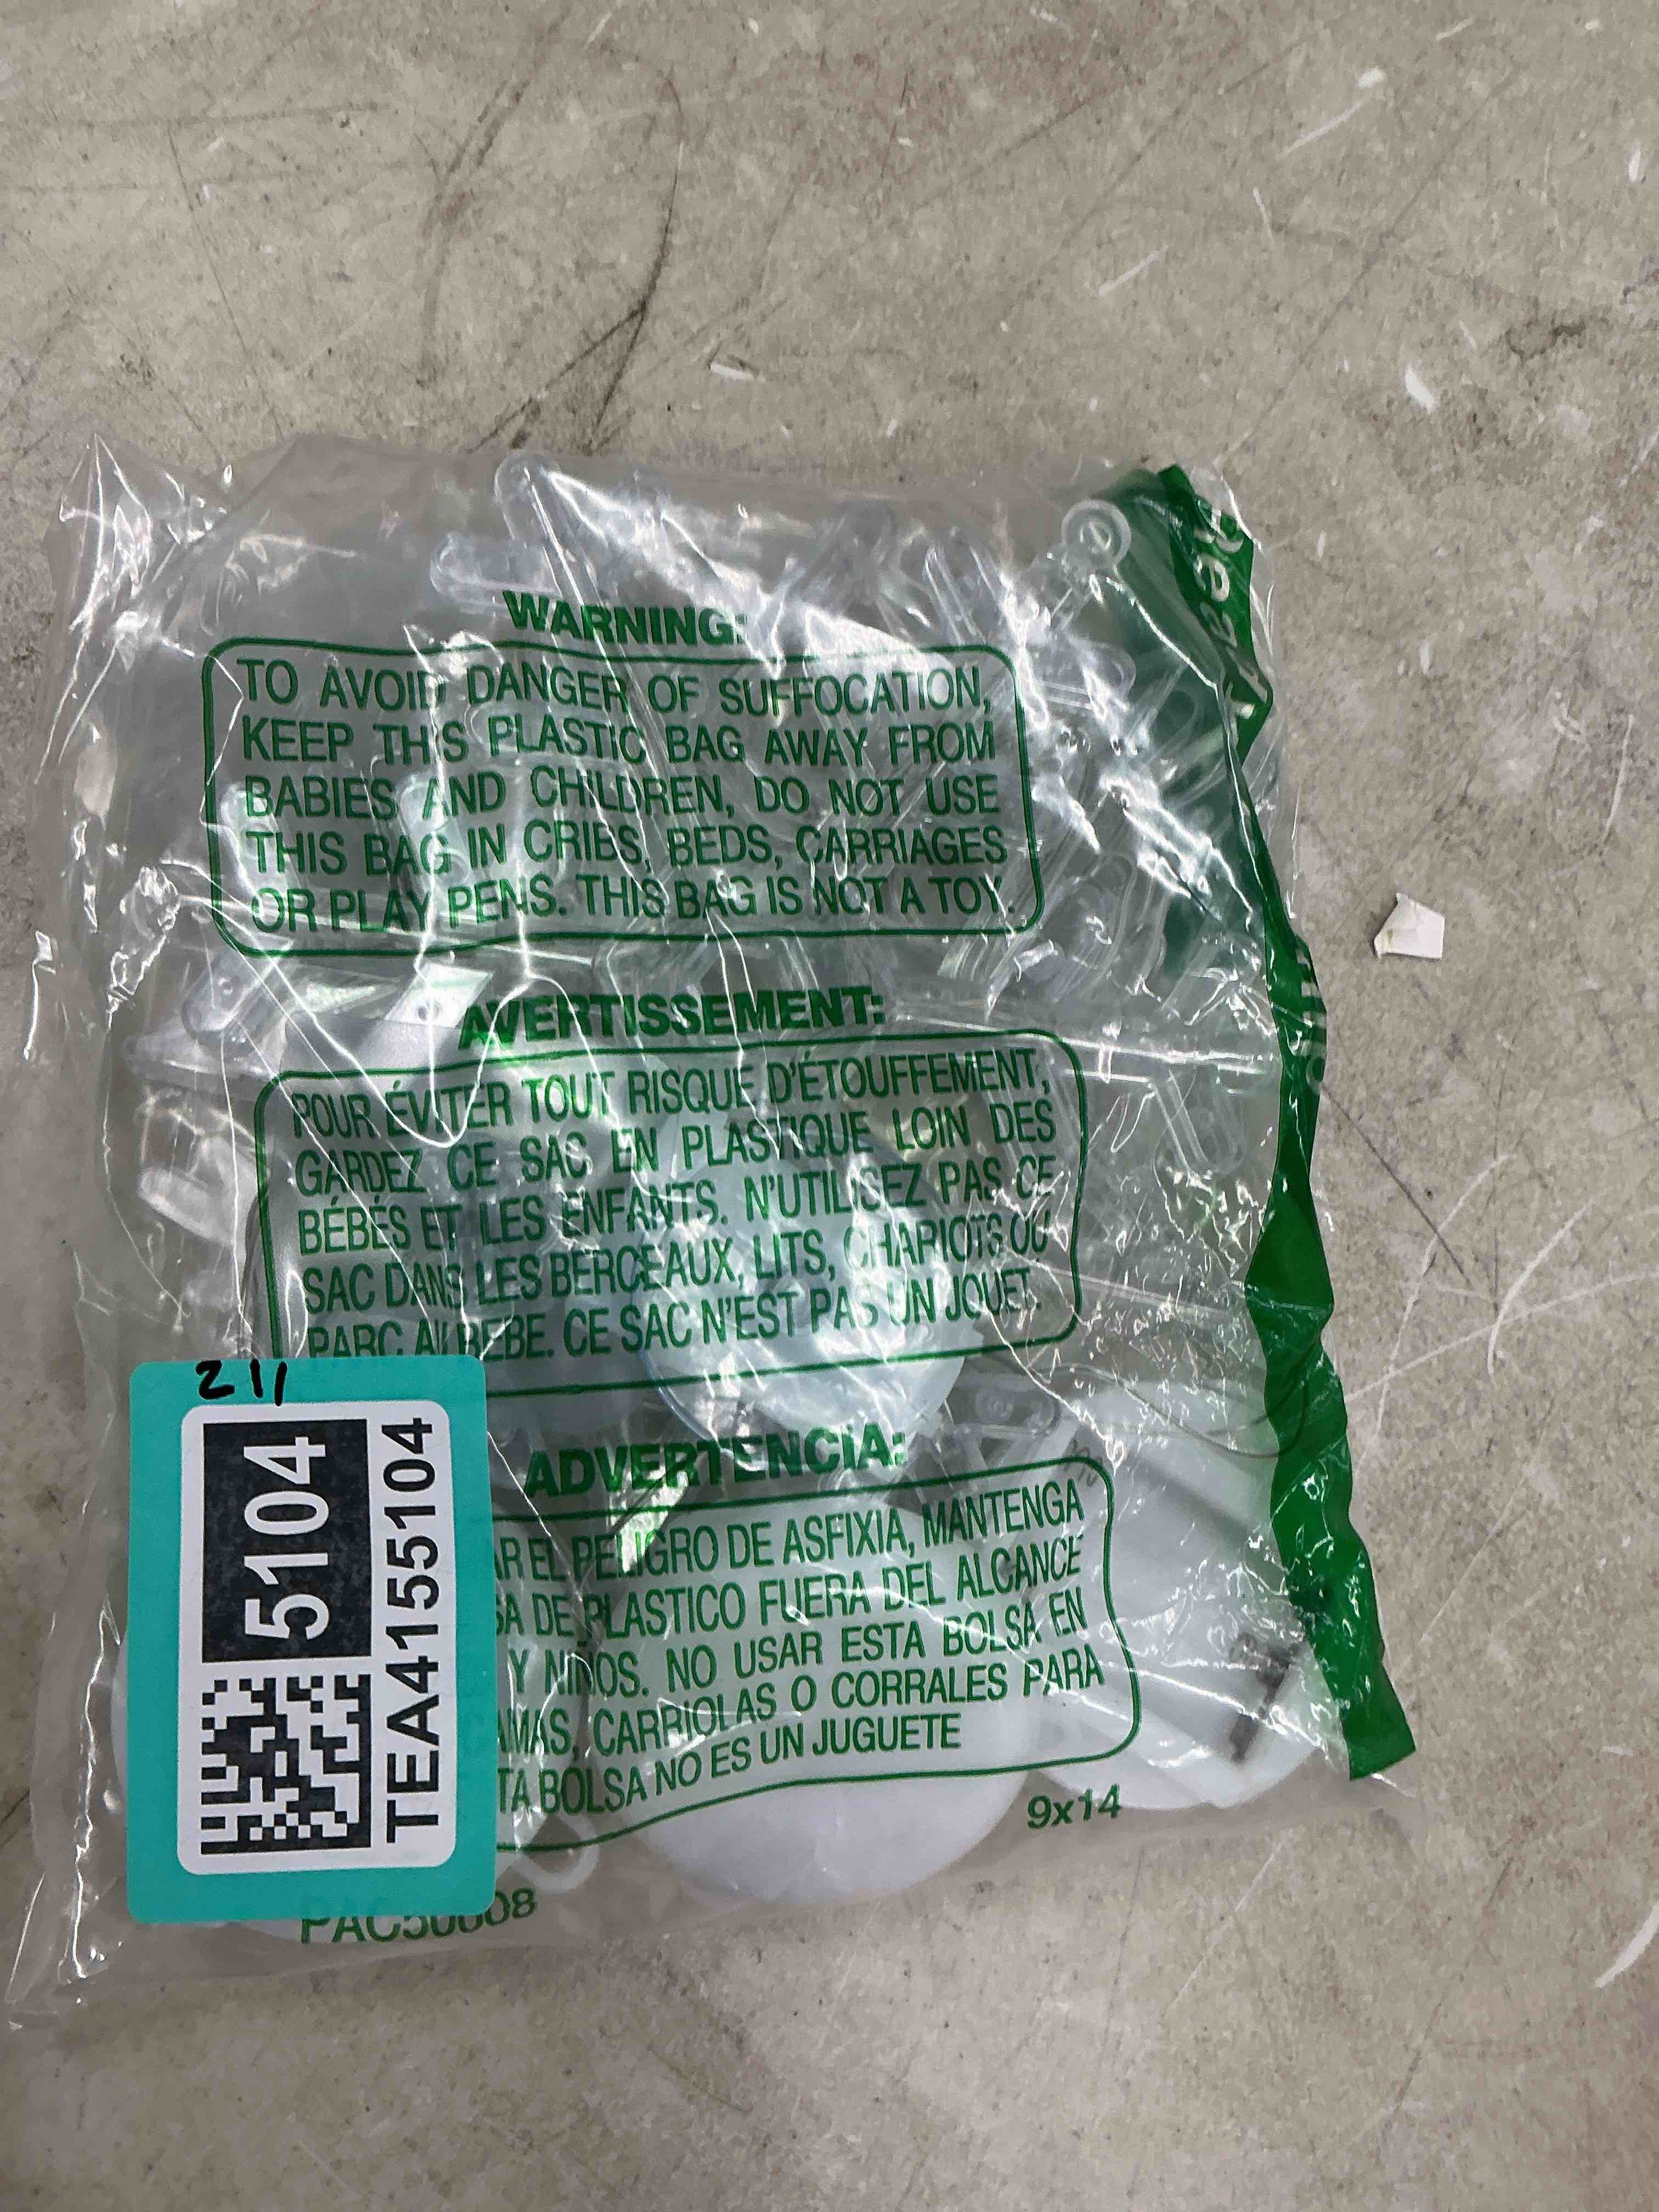 WARNING:
TO AVOID DANGER OF SUFFOCATION,
KEEP THIS PLASTIC BAG AWAY FROM
BABIES AND CHILDREN, DO NOT USE
THIS BAG IN CRIBS, BEDS, CARRIAGES
OR PLAY PENS. THIS BAG IS NOT A TOY.
AVERTISSEMENT:
POUR ÉVITER TOUT RISQUE D'ÉTOUFFEMENT,
GARDEZ CE SAC EN PLASTIQUE LOIN DES
BÉBÉS ET LES ENFANTS. N'UTILISEZ PAS CE
SAC DANS LES BERCEAUX, LITS, CHARIOTS OU
PARC AU BEBE. CE SAC N'EST PAS UN JOUET.
ADVERTENCIA:
EL PELIGRO DE ASFIXIA, MANTENGA
DE PLASTICO FUERA DEL ALCANCE
Y NIÑOS. NO USAR ESTA BOLSA EN
CARRIOLAS O CORRALES PARA
BOLSA NO ES UN JUGUETE
9x14
211
5104
TEA4155104
PAC50008